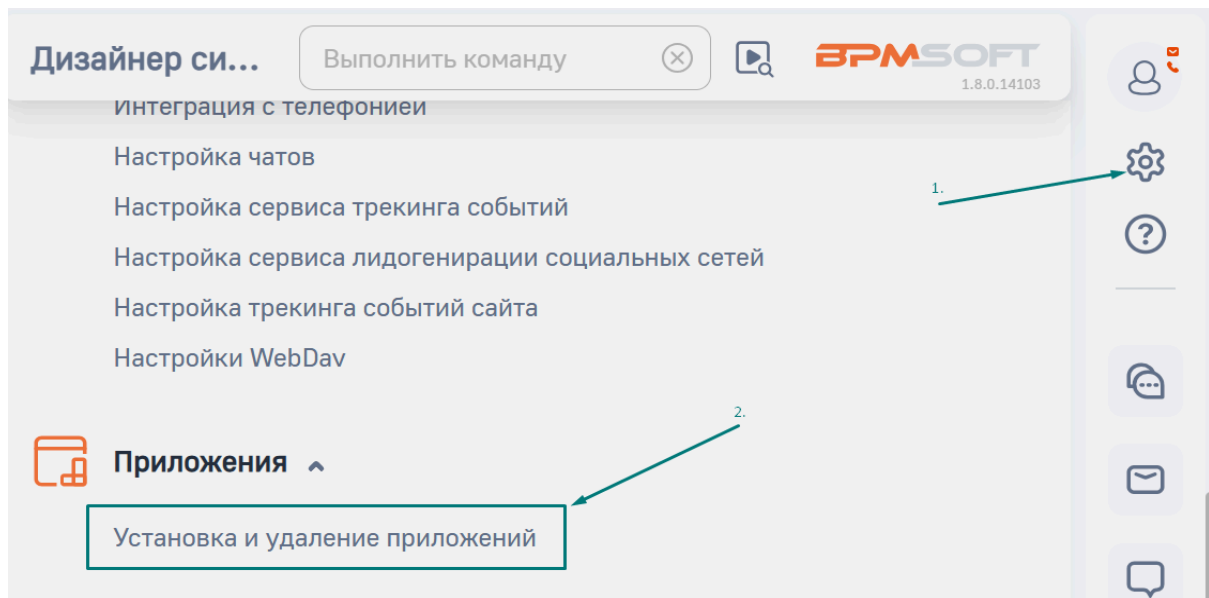 Дизайнер си...
Выполнить команду
BPMSOFT
1.8.0.14103
Интеграция с телефонией
Настройка чатов
1.
Настройка сервиса трекинга событий
Настройка сервиса лидогенирации социальных сетей
Настройка трекинга событий сайта
Настройки WebDav
2.
Приложения
Установка и удаление приложений